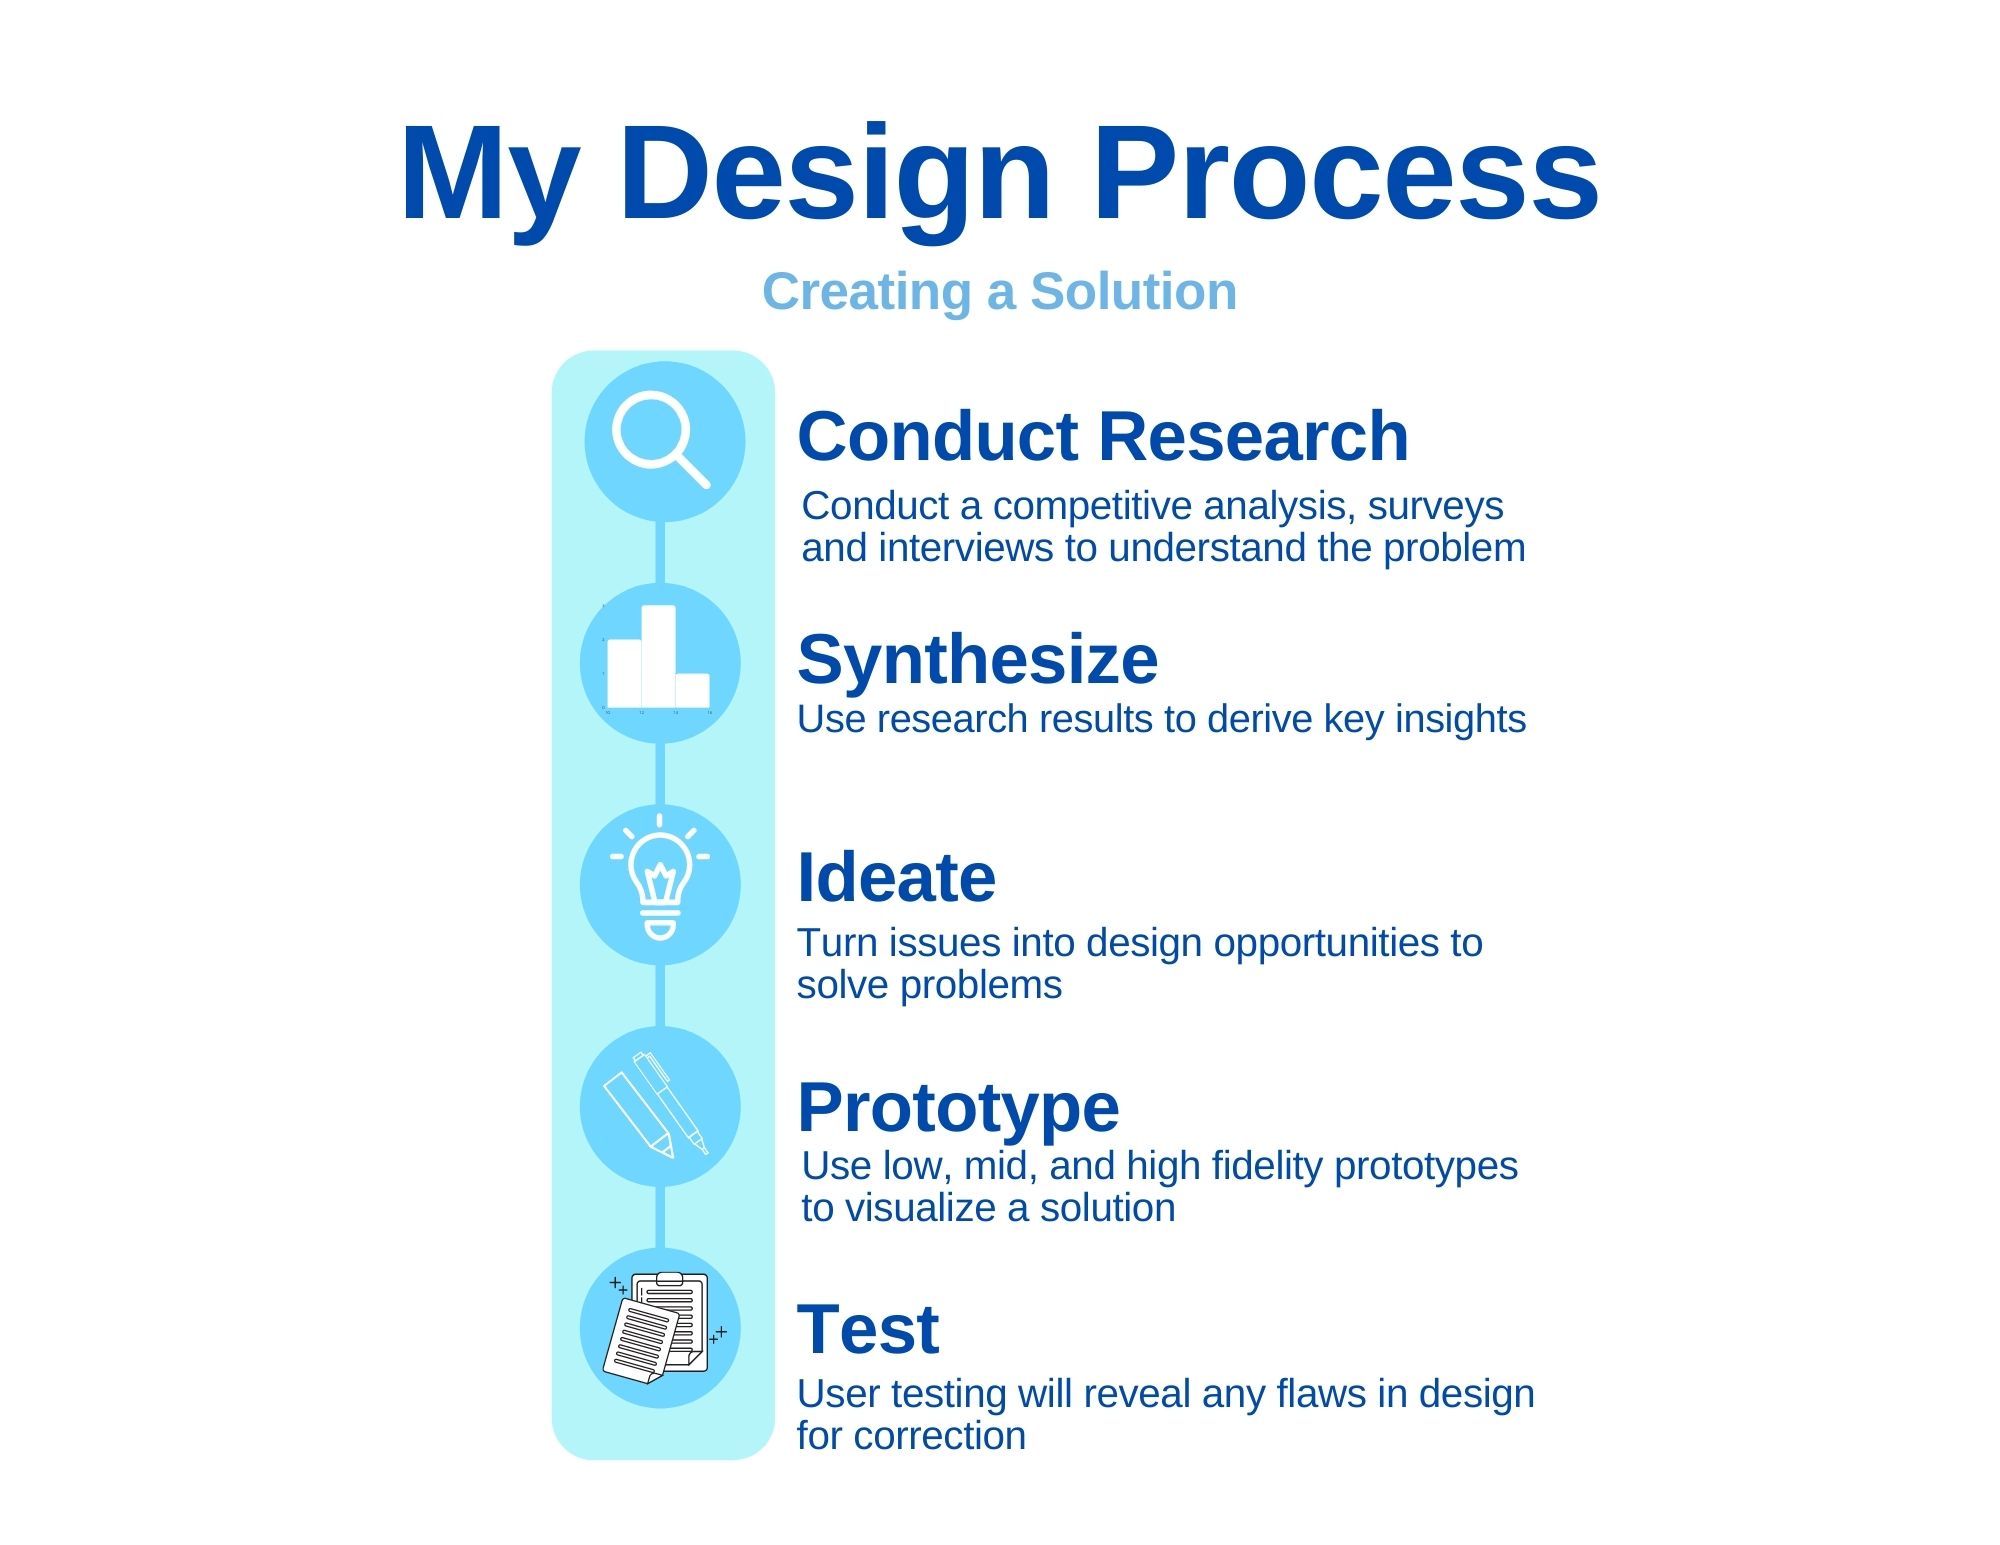 My Design Process
Creating a Solution
Conduct Research
Conduct a competitive analysis, surveys
and interviews to understand the problem
Synthesize
Use research results to derive key insights
Ideate
Turn issues into design opportunities to
solve problems
Prototype
Use low, mid, and high fidelity prototypes
to visualize a solution
Test
User testing will reveal any flaws in design
for correction